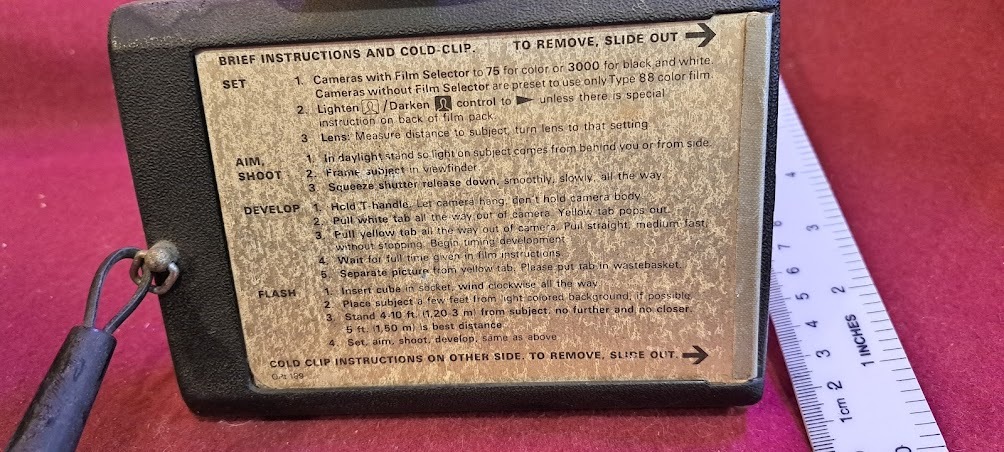 BRIEF INSTRUCTIONS AND COLD-CLIP. TO REMOVE, SLIDE OUT →
SET 1. Cameras with Film Selector to 75 for color or 3000 for black and white.
Cameras without Film Selector are preset to use only Type 88 color film.
2. Lighten /Darken control to ► unless there is special
instruction on back of film pack.
3 Lens: Measure distance to subject, turn lens to that setting
AIM, SHOOT 1. In daylight stand so light on subject comes from behind you or from side.
2. Frame subject in viewfinder
3. Squeeze shutter release down, smoothly, slowly, all the way.
DEVELOP 1. Hold T-handle. Let camera hang, don't hold camera body
2. Pull white tab all the way out of camera. Yellow tab pops out.
3. Pull yellow tab all the way out of camera. Pull straight, medium-fast,
without stopping. Begin timing development
4. Wait for full time given in film instructions
5. Separate picture from yellow tab. Please put tab in wastebasket.
FLASH 1. Insert cube in socket, wind clockwise all the way
2. Place subject a few feet from light colored background, if possible
3. Stand 4-10 ft. (1,20-3 m) from subject, no further and no closer.
5 ft. (1,50 m) is best distance.
4. Set, aim, shoot, develop, same as above
COLD CLIP INSTRUCTIONS ON OTHER SIDE. TO REMOVE, SLIDE OUT. →
4
3
8
7
6
2
5
4
3
1 INCHES
2
1cm
0